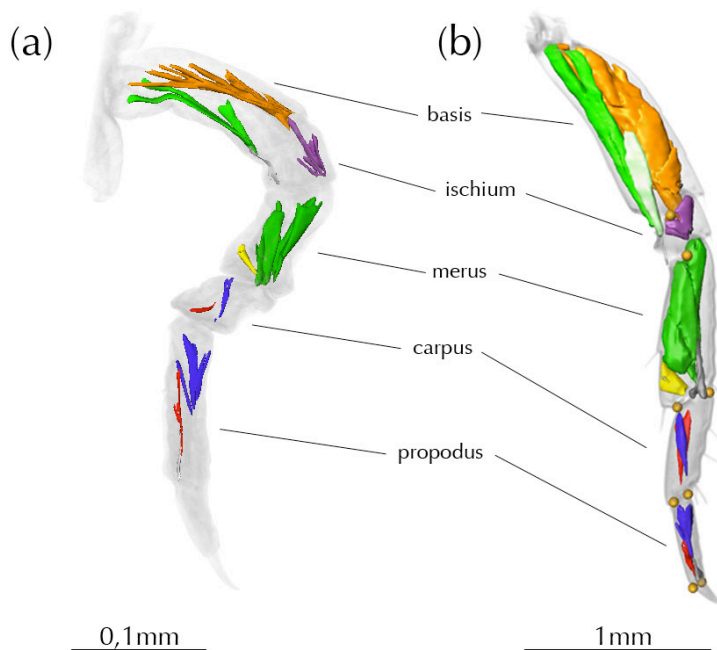 (a)
(b)
basis
ischium
merus
carpus
propodus
0,1mm
1mm